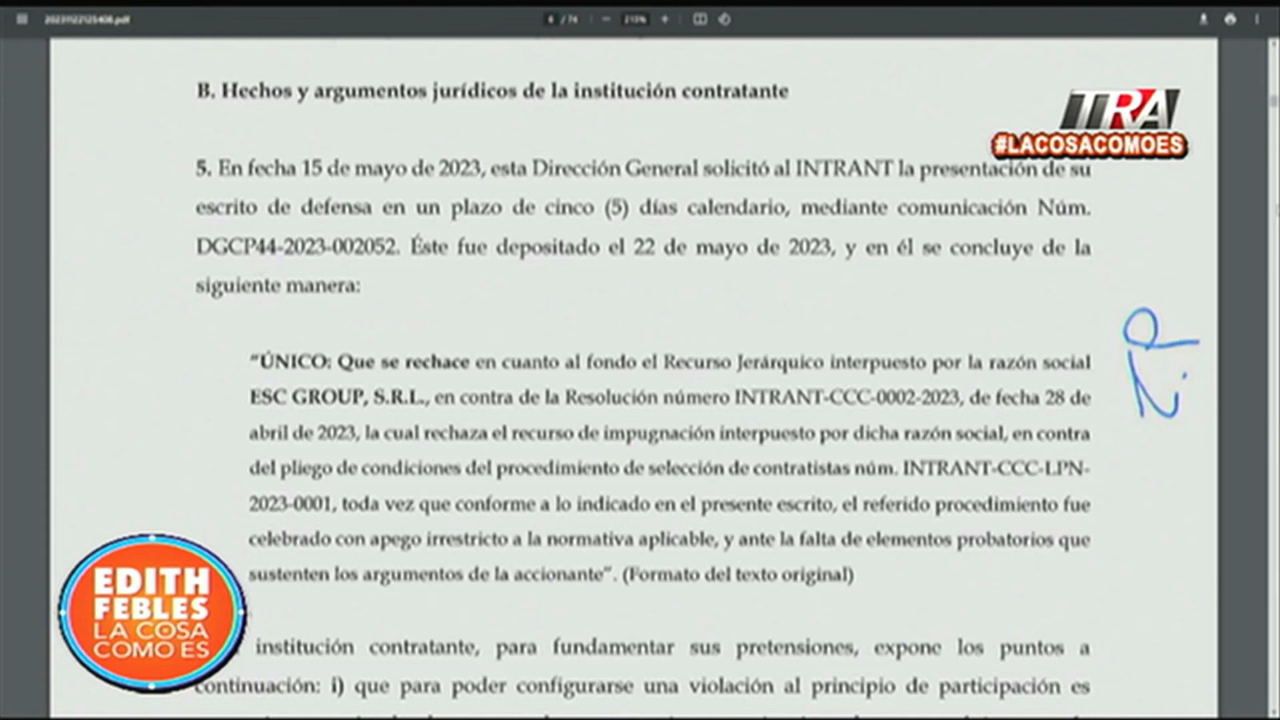 20231122125406.pdf
6 / 74
210%
B. Hechos y argumentos jurídicos de la institución contratante
TRA
#LACOSACOMOES
5. En fecha 15 de mayo de 2023, esta Dirección General solicitó al INTRANT la presentación de su
escrito de defensa en un plazo de cinco (5) días calendario, mediante comunicación Núm.
DGCP44-2023-002052. Éste fue depositado el 22 de mayo de 2023, y en él se concluye de la
siguiente manera:
"ÚNICO: Que se rechace en cuanto al fondo el Recurso Jerárquico interpuesto por la razón social
ESC GROUP, S.R.L., en contra de la Resolución número INTRANT-CCC-0002-2023, de fecha 28 de
abril de 2023, la cual rechaza el recurso de impugnación interpuesto por dicha razón social, en contra
del pliego de condiciones del procedimiento de selección de contratistas núm. INTRANT-CCC-LPN-
2023-0001, toda vez que conforme a lo indicado en el presente escrito, el referido procedimiento fue
celebrado con apego irrestricto a la normativa aplicable, y ante la falta de elementos probatorios que
sustenten los argumentos de la accionante". (Formato del texto original)
institución contratante, para fundamentar sus pretensiones, expone los puntos a
continuación: i) que para poder configurarse una violación al principio de participación es
EDITH
FEBLES
LA COSA
COMO ES